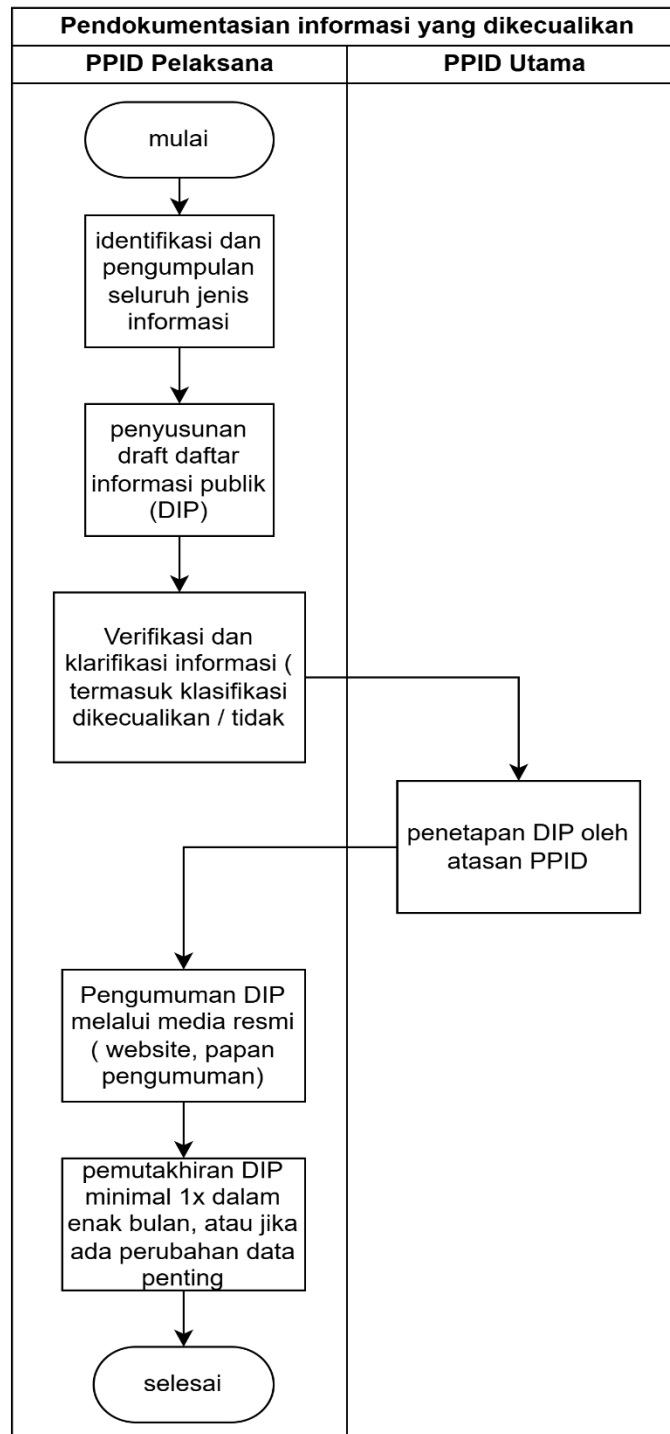 Pendokumentasian informasi yang dikecualikan
PPID Pelaksana
PPID Utama
mulai
identifikasi dan
pengumpulan
seluruh jenis
informasi
penyusunan
draft daftar
informasi publik
(DIP)
Verifikasi dan
klarifikasi informasi (
termasuk klasifikasi
dikecualikan / tidak
penetapan DIP oleh
atasan PPID
Pengumuman DIP
melalui media resmi
( website, papan
pengumuman)
pemutakhiran DIP
minimal 1x dalam
enak bulan, atau jika
ada perubahan data
penting
selesai